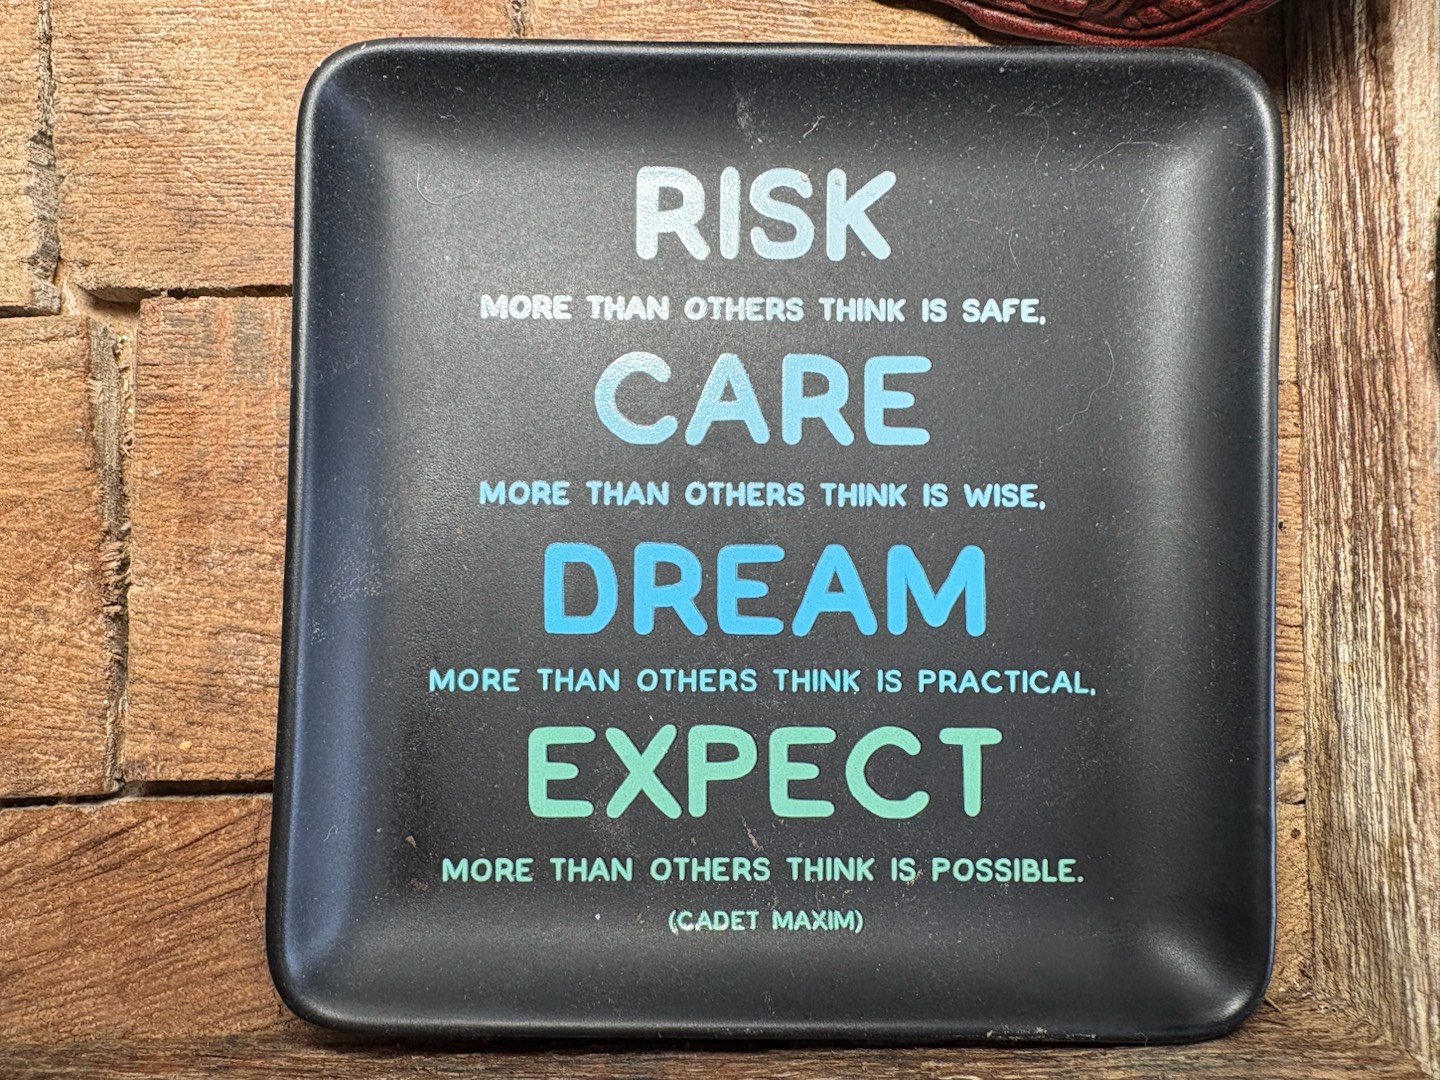 RISK
MORE THAN OTHERS THINK IS SAFE,
CARE
MORE THAN OTHERS THINK IS WISE,
DREAM
MORE THAN OTHERS THINK IS PRACTICAL,
EXPECT
MORE THAN OTHERS THINK IS POSSIBLE.
(CADET MAXIM)